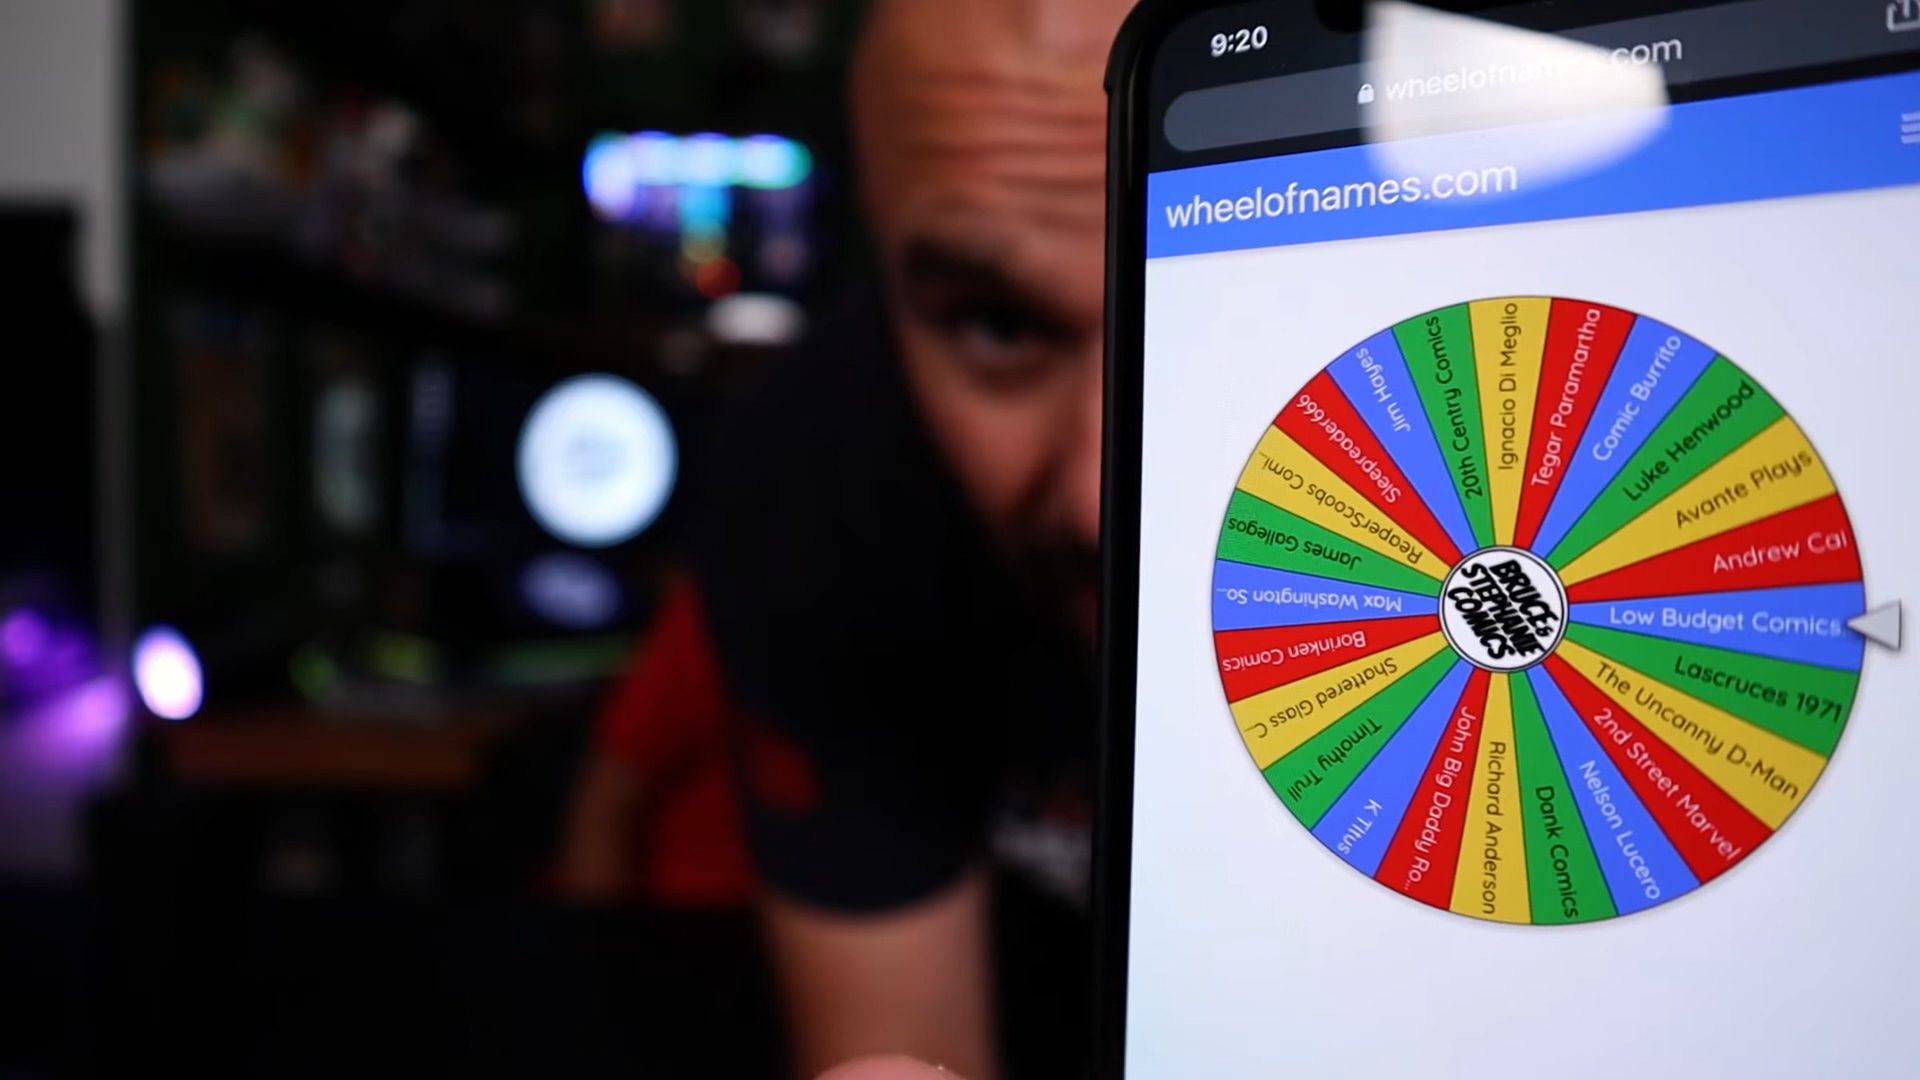 9:20
wheelofnames.com
wheelofnames.com
Ignacio Di Meglio
Tegar Paramartha
Comic Burrito
Luke Henwood
Avante Plays
Andrew Cal
Low Budget Comics
Lascruces 1971
The Uncanny D-Man
2nd Street Marvel
Nelson Lucero
Dank Comics
Richard Anderson
John Big Daddy Ro...
K Titus
Timothy Trull
Shattered Glass C...
Borinken Comics
Max Washington So...
James Gallegos
ReaperScoobs Comi...
Sleepreader666
Jim Hayes
20th Centry Comics
BRUCE &
STEPHANIE
COMICS